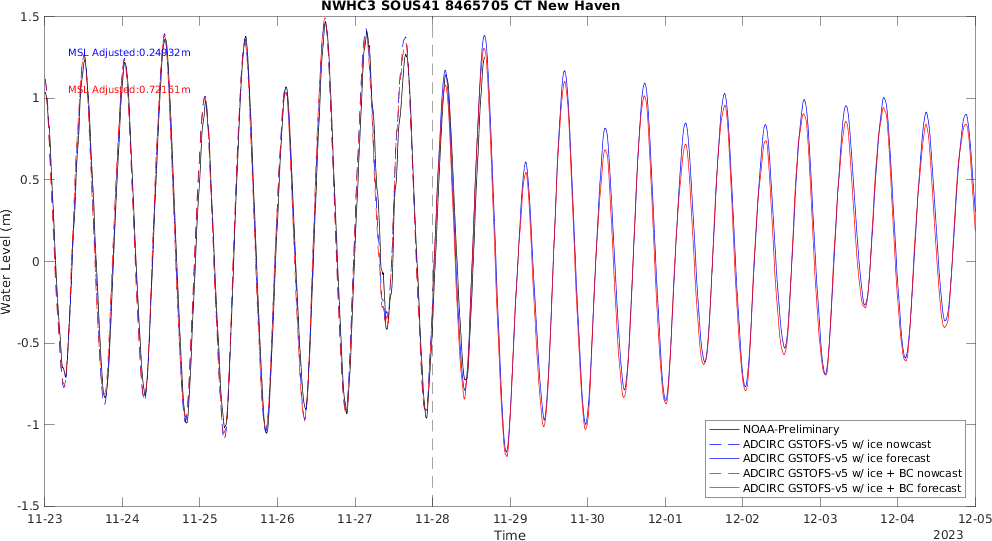 NWHC3 SOUS41 8465705 CT New Haven
1.5
MSL Adjusted:0.24932m
MSL Adjusted:0.72161m
1
0.5
0
-0.5
-1
-1.5
Water Level (m)
NOAA-Preliminary
ADCIRC GSTOFS-v5 w/ ice nowcast
ADCIRC GSTOFS-v5 w/ ice forecast
ADCIRC GSTOFS-v5 w/ ice + BC nowcast
ADCIRC GSTOFS-v5 w/ ice + BC forecast
11-23 11-24 11-25 11-26 11-27 11-28 11-29 11-30 12-01 12-02 12-03 12-04 12-05
Time
2023